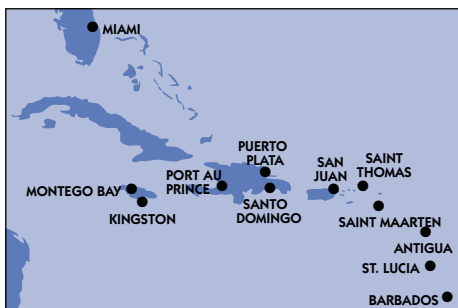 MIAMI
PUERTO
PLATA
SAN
JUAN
SAINT
THOMAS
PORT AU
PRINCE
MONTEGO BAY
KINGSTON
SANTO
DOMINGO
SAINT MAARTEN
ANTIGUA
ST. LUCIA
BARBADOS